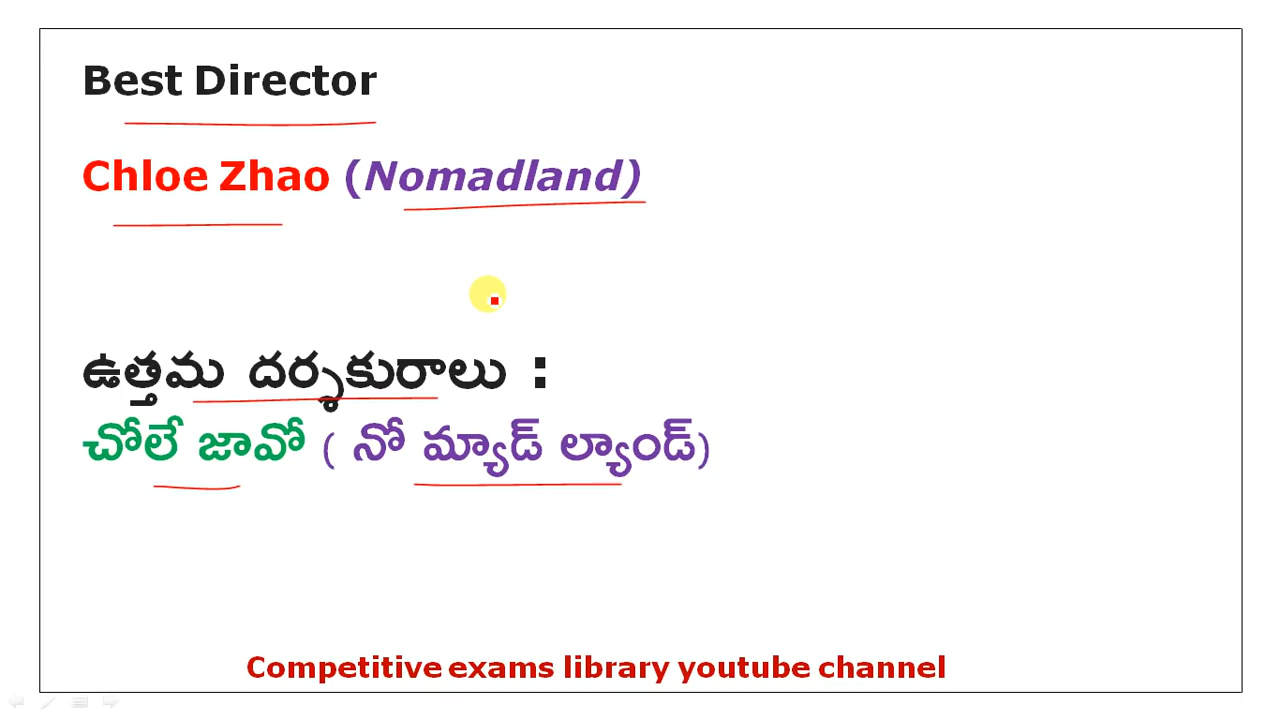 Best Director
Chloe Zhao (Nomadland)
ఉత్తమ దర్శకురాలు :
చోలే జావో ( నో మ్యాడ్ ల్యాండ్)
Competitive exams library youtube channel